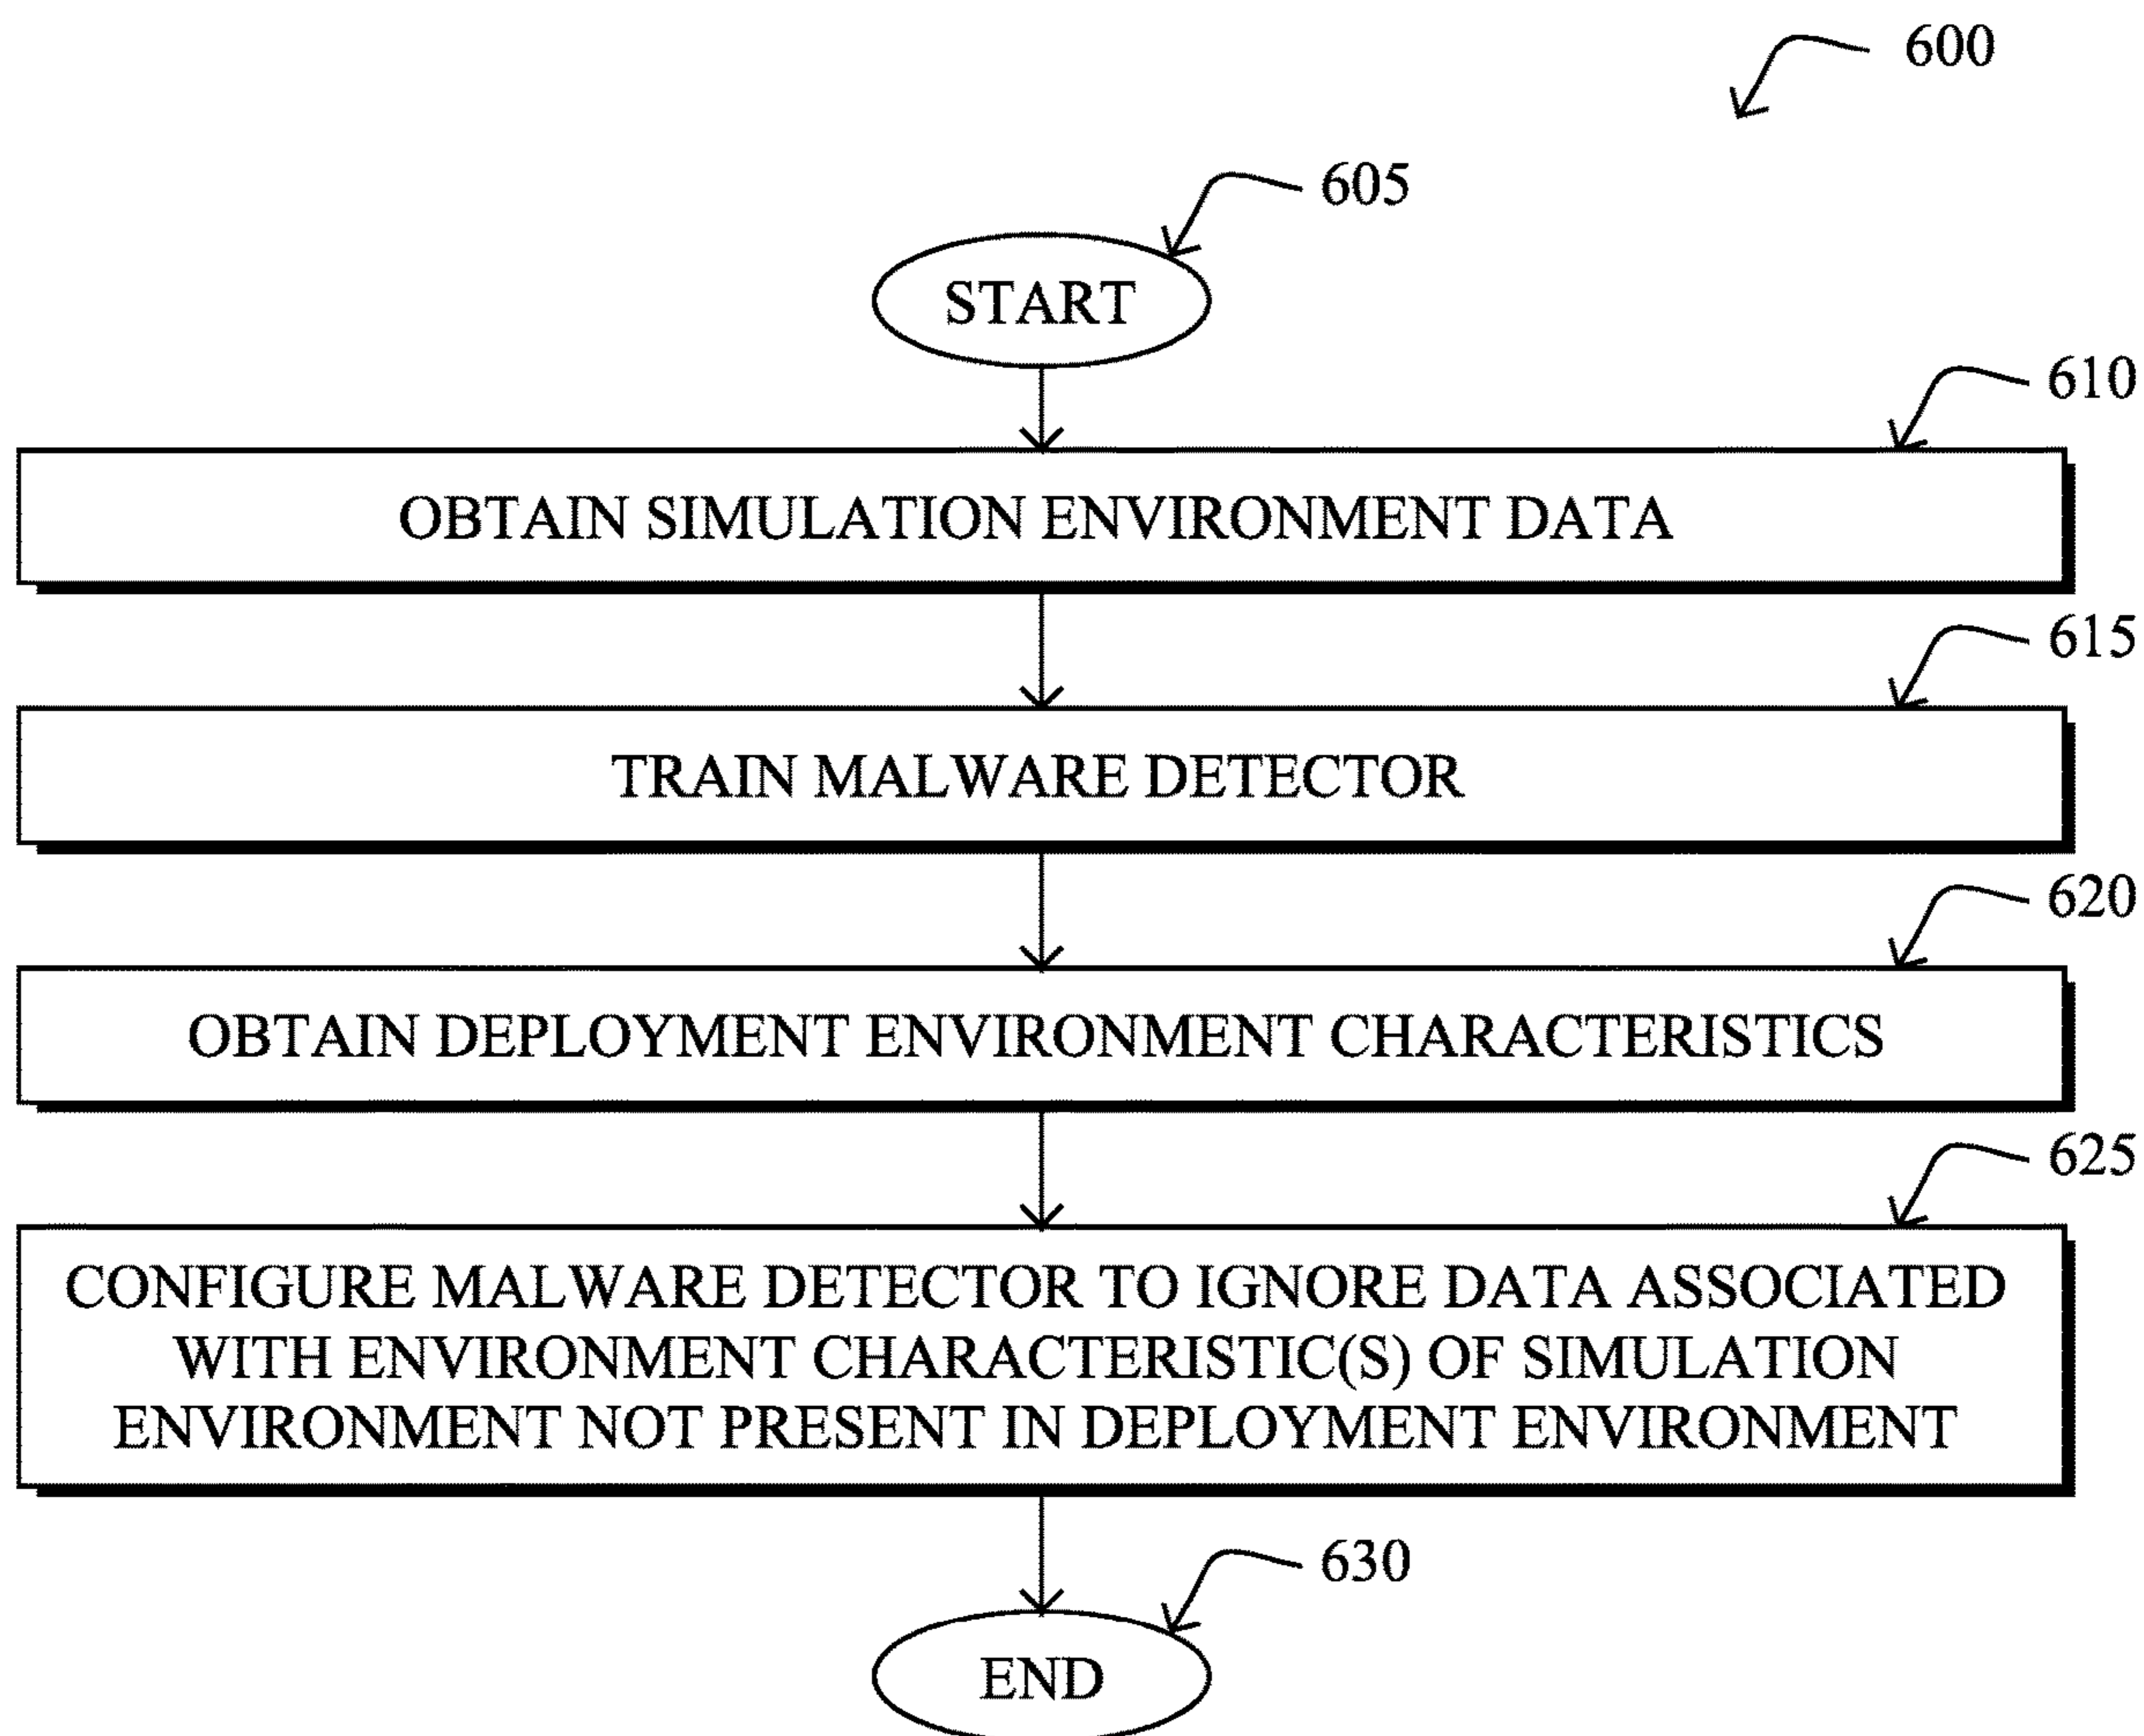 600
605
START
610
OBTAIN SIMULATION ENVIRONMENT DATA
615
TRAIN MALWARE DETECTOR
620
OBTAIN DEPLOYMENT ENVIRONMENT CHARACTERISTICS
625
CONFIGURE MALWARE DETECTOR TO IGNORE DATA ASSOCIATED
WITH ENVIRONMENT CHARACTERISTIC(S) OF SIMULATION
ENVIRONMENT NOT PRESENT IN DEPLOYMENT ENVIRONMENT
630
END